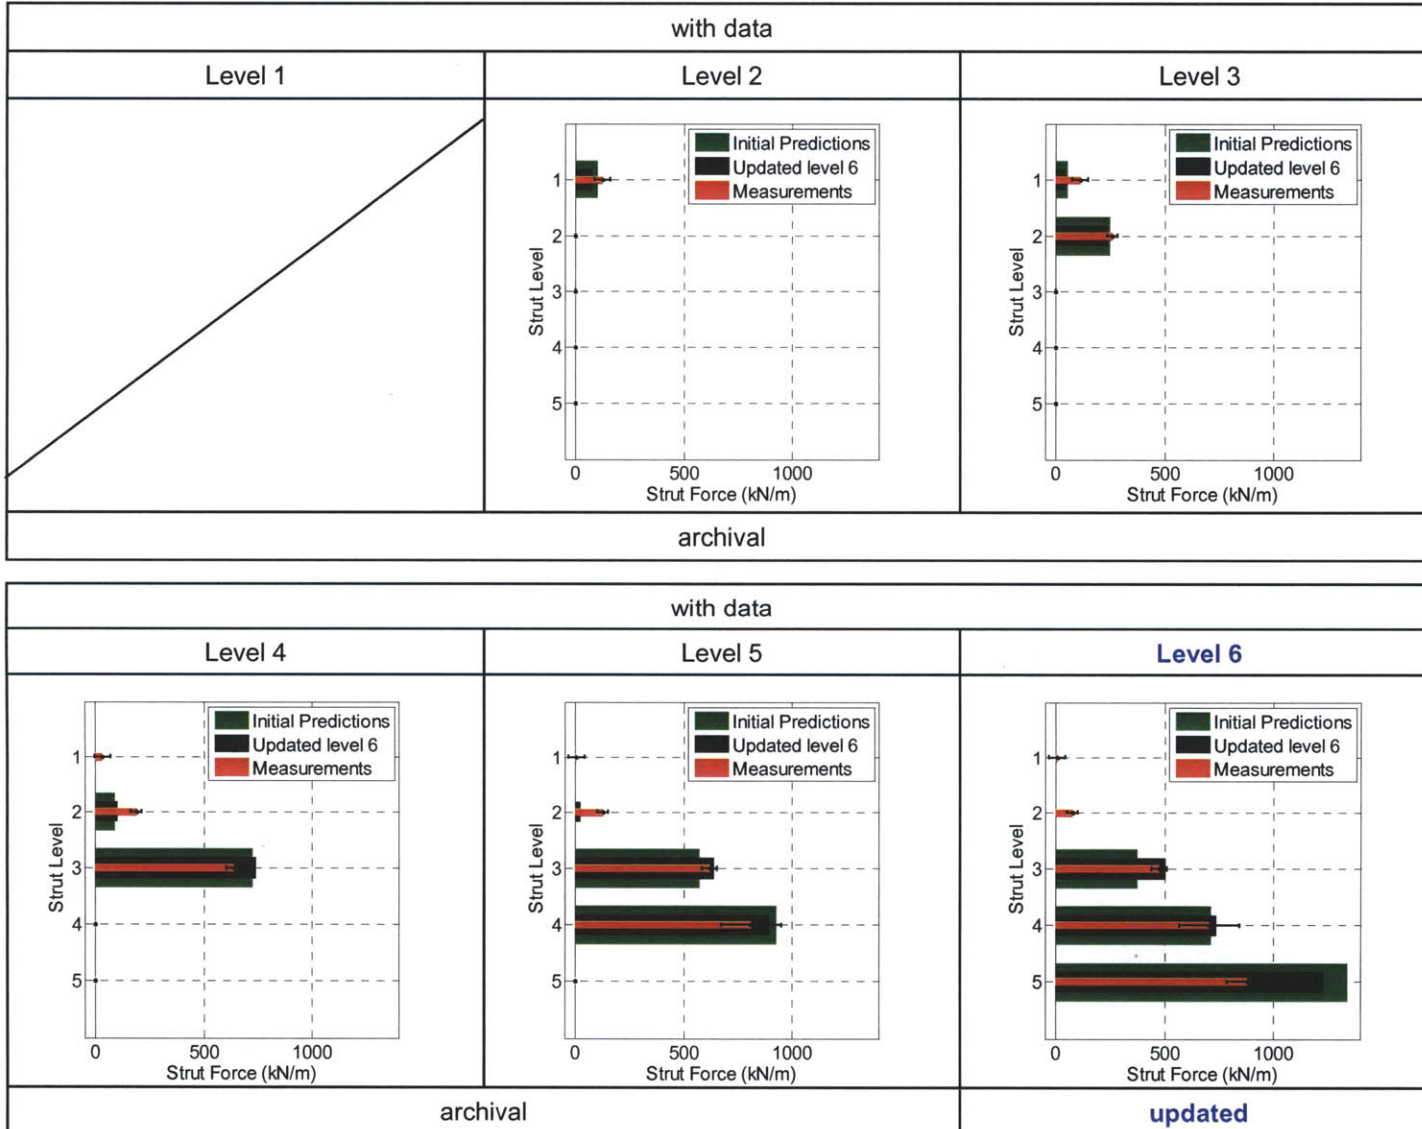 with data
Level 1
Level 2
Level 3
Initial Predictions
Updated level 6
Measurements
1
2
3
4
5
Strut Level
0
500
1000
Strut Force (kN/m)
Initial Predictions
Updated level 6
Measurements
1
2
3
4
5
Strut Level
0
500
1000
Strut Force (kN/m)
archival
with data
Level 4
Level 5
Level 6
Initial Predictions
Updated level 6
Measurements
1
2
3
4
5
Strut Level
0
500
1000
Strut Force (kN/m)
Initial Predictions
Updated level 6
Measurements
1
2
3
4
5
Strut Level
0
500
1000
Strut Force (kN/m)
Initial Predictions
Updated level 6
Measurements
1
2
3
4
5
Strut Level
0
500
1000
Strut Force (kN/m)
archival
updated